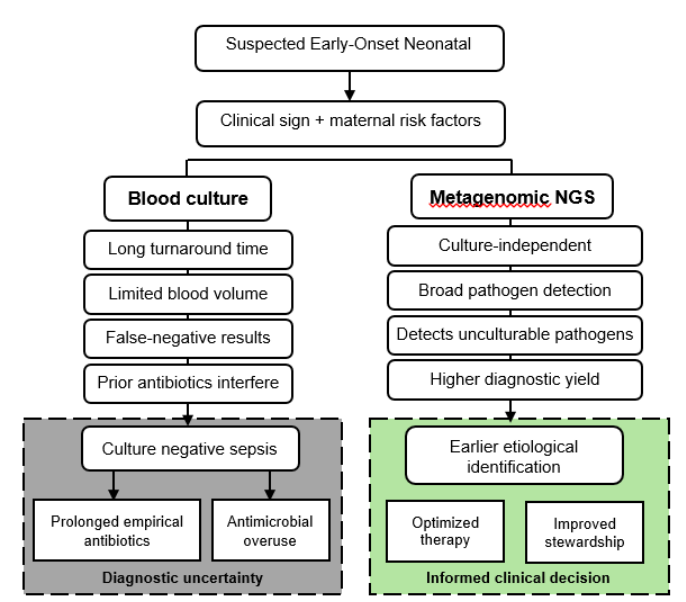 Suspected Early-Onset Neonatal
Clinical sign + maternal risk factors
Blood culture
Long turnaround time
Limited blood volume
False-negative results
Prior antibiotics interfere
Culture negative sepsis
Prolonged empirical
antibiotics
Antimicrobial
overuse
Diagnostic uncertainty
Metagenomic NGS
Culture-independent
Broad pathogen detection
Detects unculturable pathogens
Higher diagnostic yield
Earlier etiological
identification
Optimized
therapy
Improved
stewardship
Informed clinical decision